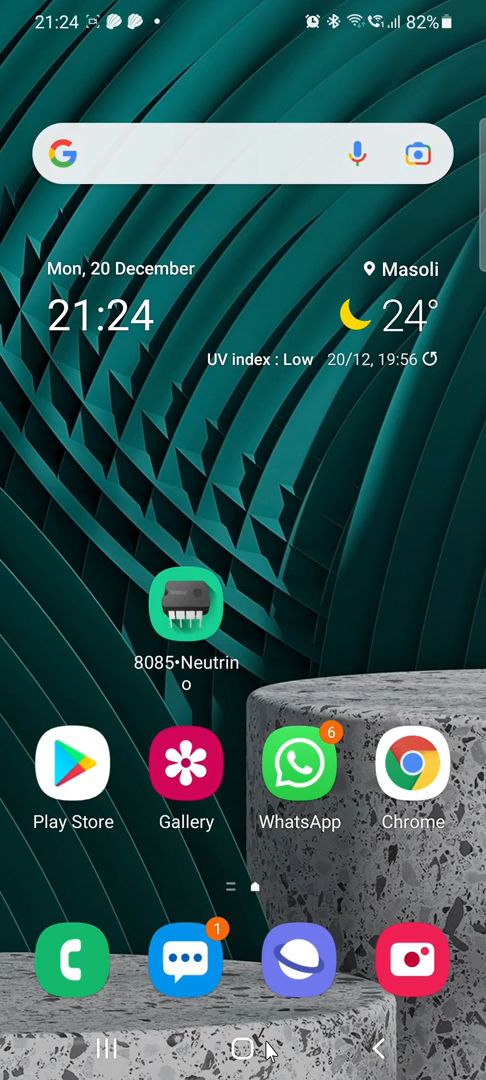 21:24
82%
Mon, 20 December
Masoli
21:24
24°
UV index : Low 20/12, 19:56
8085•Neutrin
o
6
Play Store
Gallery
WhatsApp
Chrome
1